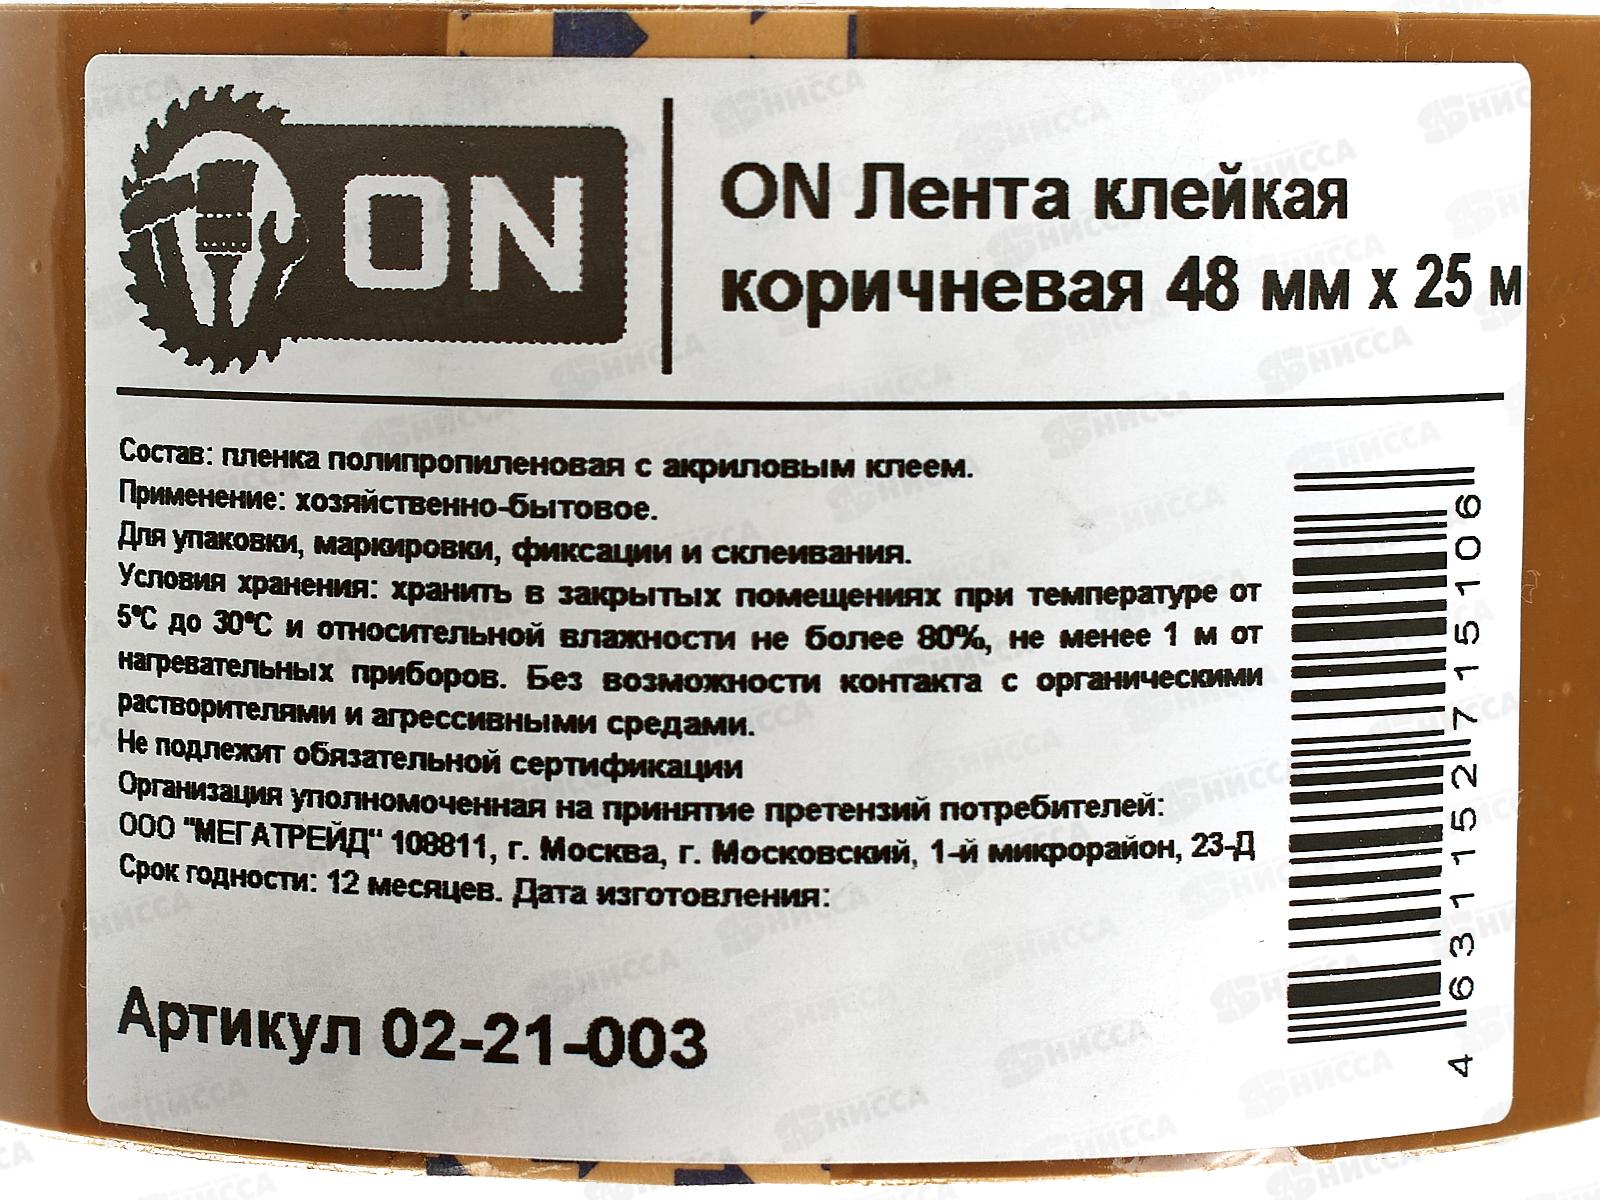 ON
ON Лента клейкая
коричневая 48 мм x 25 м
Состав: пленка полипропиленовая с акриловым клеем.
Применение: хозяйственно-бытовое.
Для упаковки, маркировки, фиксации и склеивания.
Условия хранения: хранить в закрытых помещениях при температуре от
5°С до 30°С и относительной влажности не более 80%, не менее 1 м от
нагревательных приборов. Без возможности контакта с органическими
растворителями и агрессивными средами.
Не подлежит обязательной сертификации
Организация уполномоченная на принятие претензий потребителей:
ООО "МЕГАТРЕЙД" 108811, г. Москва, г. Московский, 1-й микрорайон, 23-Д
Срок годности: 12 месяцев. Дата изготовления:
Артикул 02-21-003
4 631152 715106
НИССА